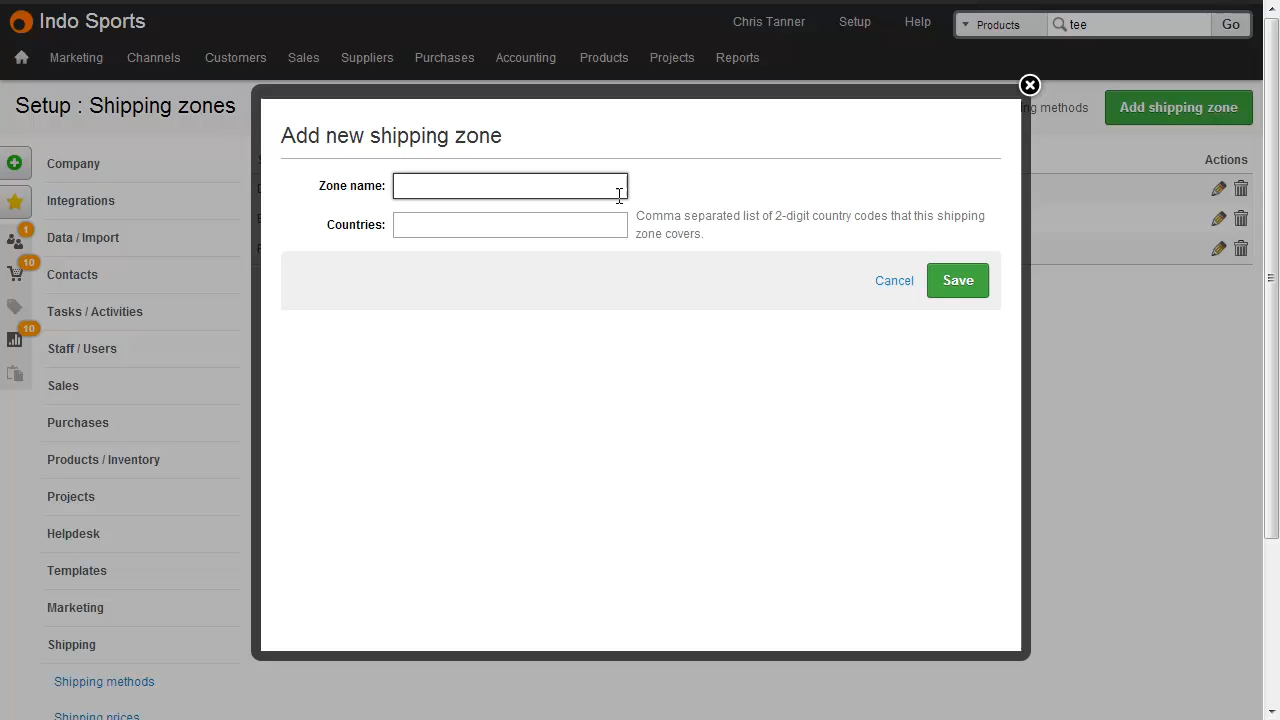 Indo Sports
Chris Tanner
Setup
Help
Products
tee
Go
Marketing
Channels
Customers
Sales
Suppliers
Purchases
Accounting
Products
Projects
Reports
Setup : Shipping zones
ng methods
Add shipping zone
Actions
Company
Integrations
1
Data / Import
10
Contacts
Tasks / Activities
10
Staff / Users
Sales
Purchases
Products / Inventory
Projects
Helpdesk
Templates
Marketing
Shipping
Shipping methods
Shipping prices
Add new shipping zone
Zone name:
Countries:
Comma separated list of 2-digit country codes that this shipping
zone covers.
Cancel
Save